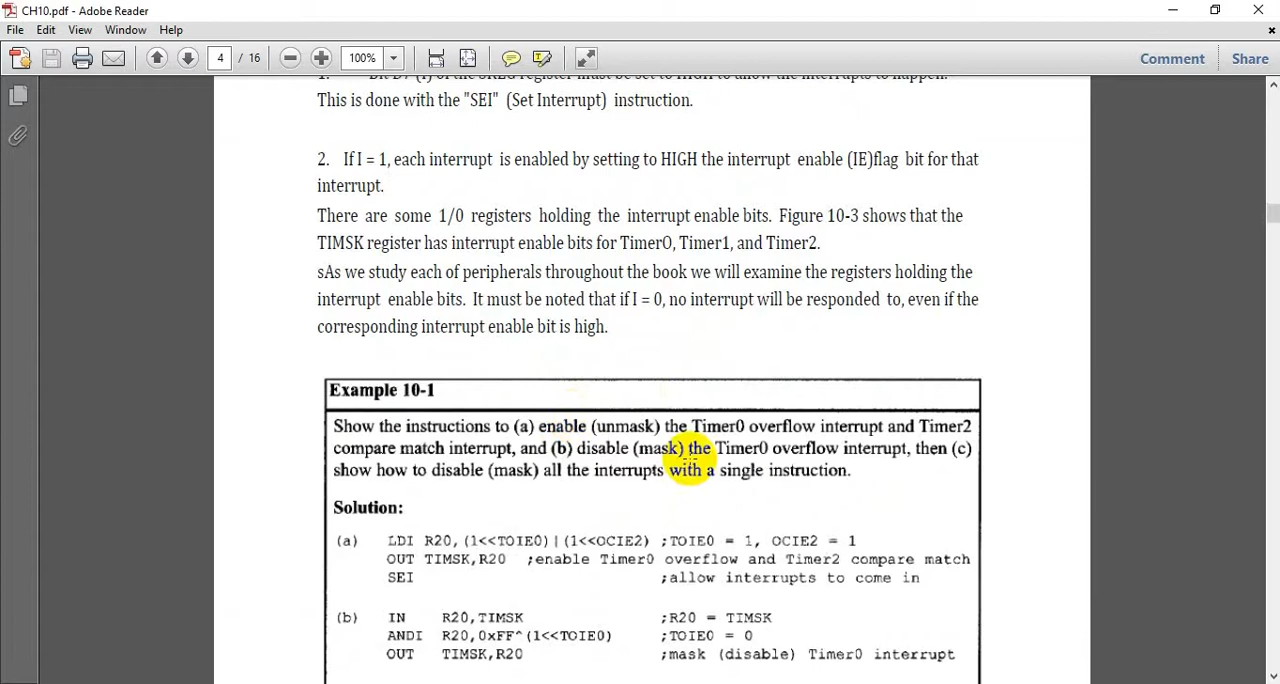 CH10.pdf - Adobe Reader
File Edit View Window Help
4 / 16 100% Comment Share
This is done with the "SEI" (Set Interrupt) instruction.
2. If I = 1, each interrupt is enabled by setting to HIGH the interrupt enable (IE)flag bit for that
interrupt.
There are some 1/0 registers holding the interrupt enable bits. Figure 10-3 shows that the
TIMSK register has interrupt enable bits for TimerO, Timer1, and Timer2.
sAs we study each of peripherals throughout the book we will examine the registers holding the
interrupt enable bits. It must be noted that if I = 0, no interrupt will be responded to, even if the
corresponding interrupt enable bit is high.
Example 10-1
Show the instructions to (a) enable (unmask) the Timer0 overflow interrupt and Timer2
compare match interrupt, and (b) disable (mask) the Timer0 overflow interrupt, then (c)
show how to disable (mask) all the interrupts with a single instruction.
Solution:
(a) LDI R20,(1<<TOIE0)|(1<<OCIE2) ;TOIE0 = 1, OCIE2 = 1
OUT TIMSK,R20 ;enable Timer0 overflow and Timer2 compare match
SEI ;allow interrupts to come in
(b) IN R20,TIMSK ;R20 = TIMSK
ANDI R20,0xFF^(1<<TOIE0) ;TOIE0 = 0
OUT TIMSK,R20 ;mask (disable) Timer0 interrupt